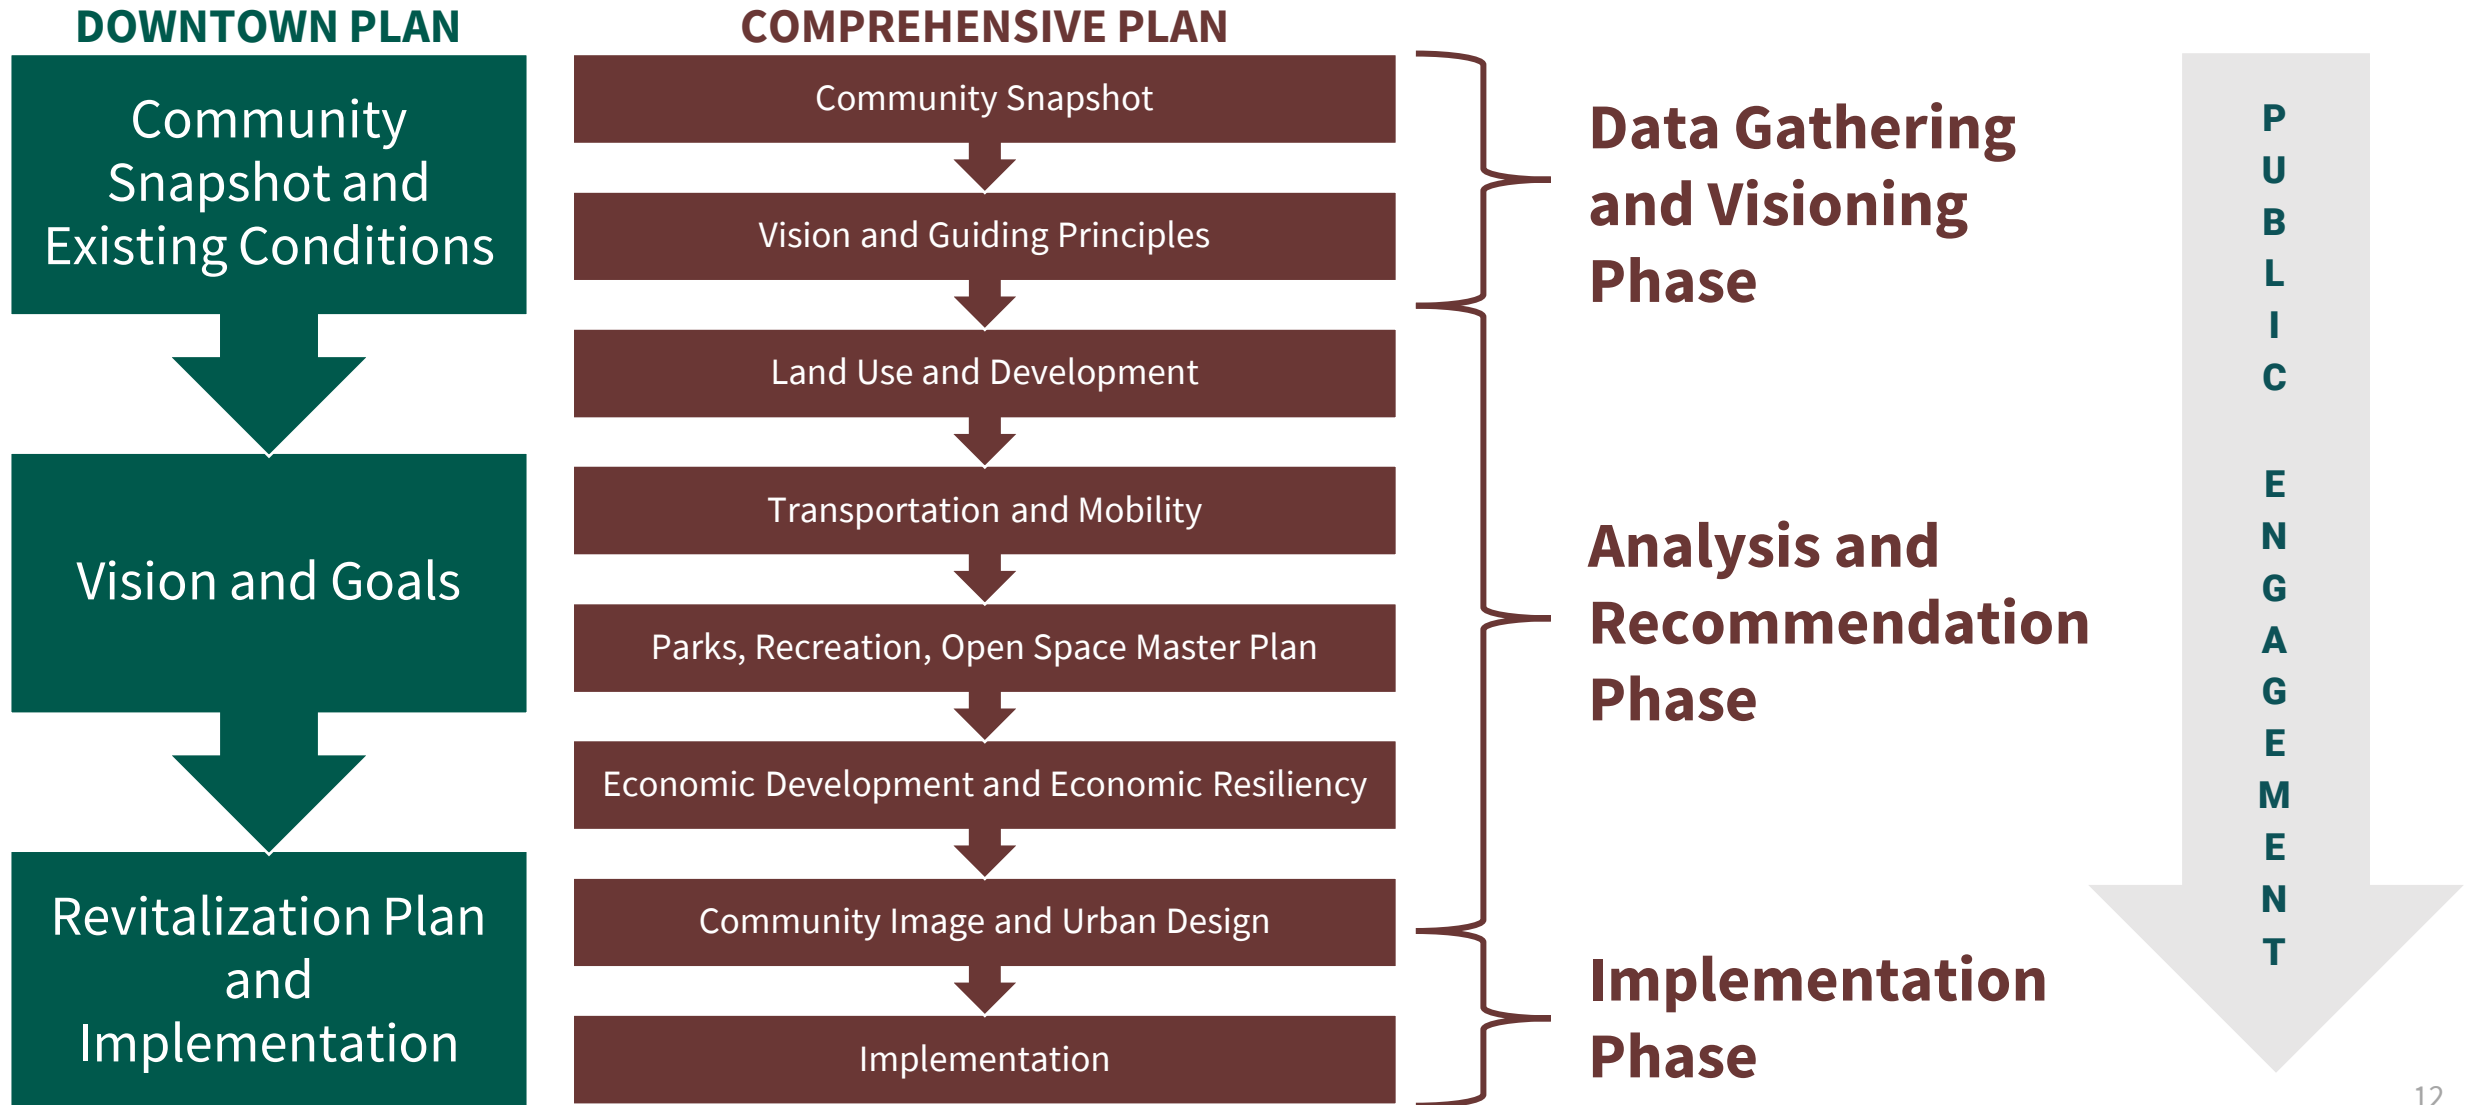 DOWNTOWN PLAN
Community
Snapshot and
Existing Conditions
Vision and Goals
Revitalization Plan
and
Implementation
COMPREHENSIVE PLAN
Community Snapshot
Vision and Guiding Principles
Land Use and Development
Transportation and Mobility
Parks, Recreation, Open Space Master Plan
Economic Development and Economic Resiliency
Community Image and Urban Design
Implementation
Data Gathering
and Visioning
Phase
Analysis and
Recommendation
Phase
Implementation
Phase
P
U
B
L
I
C
E
N
G
A
G
E
M
E
N
T
12